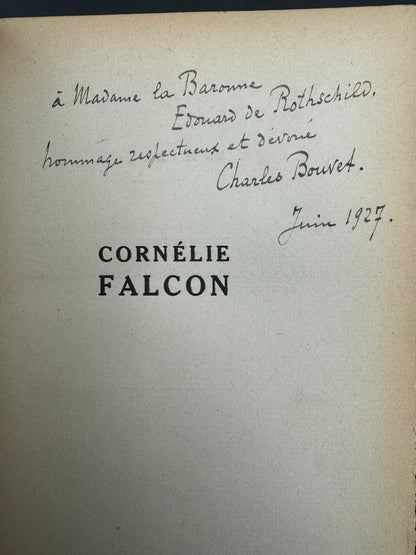 à Madame la Baronne
Edouard de Rothschild.
hommage respectueux et dévoué
Charles Bouvet.
Juin 1927.
CORNÉLIE
FALCON